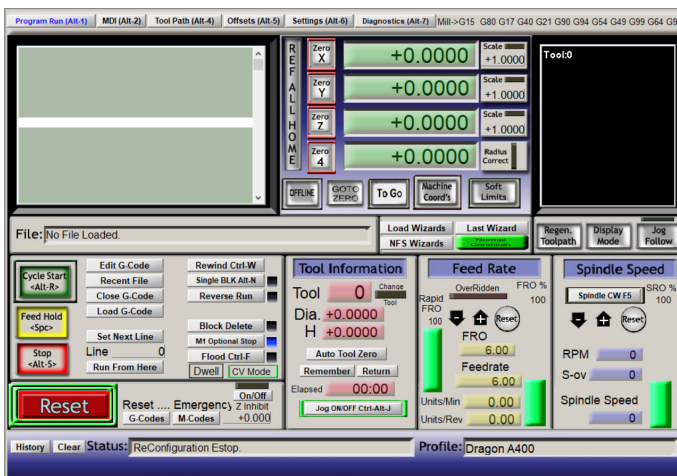 Program Run (Alt-1) MDI (Alt-2) Tool Path (Alt-4) Offsets (Alt-5) Settings (Alt-6) Diagnostics (Alt-7) Mill->G15 G80 G17 G40 G21 G90 G94 G54 G49 G99 G64 G9
REF ALL HOME
Zero X +0.0000 Scale +1.0000
Zero Y +0.0000 Scale +1.0000
Zero Z +0.0000 Scale +1.0000
Zero 4 +0.0000 Radius Correct
OFFLINE GOTO ZERO To Go Machine Coord's Soft Limits
Tool:0
File: No File Loaded.
Load Wizards Last Wizard
NFS Wizards Normal Condition
Regen. Toolpath Display Mode Jog Follow
Cycle Start <Alt-R>
Feed Hold <Spc>
Stop <Alt-S>
Edit G-Code Rewind Ctrl-W
Recent File Single BLK Alt-N
Close G-Code Reverse Run
Load G-Code
Block Delete
Set Next Line M1 Optional Stop
Line 0 Flood Ctrl-F
Run From Here Dwell CV Mode
Reset
Reset .... Emergency
G-Codes M-Codes
On/Off
Z Inhibit
+0.000
Tool Information
Tool 0 Change Tool
Dia. +0.0000
H +0.0000
Auto Tool Zero
Remember Return
Elapsed 00:00
Jog ON/OFF Ctrl-Alt-J
Feed Rate
OverRidden FRO %
Rapid FRO 100
100
Reset
FRO
6.00
Feedrate
6.00
Units/Min 0.00
Units/Rev 0.00
Spindle Speed
Spindle CW F5 SRO % 100
Reset
RPM 0
S-ov 0
Spindle Speed
0
History Clear Status: ReConfiguration Estop. Profile: Dragon A400